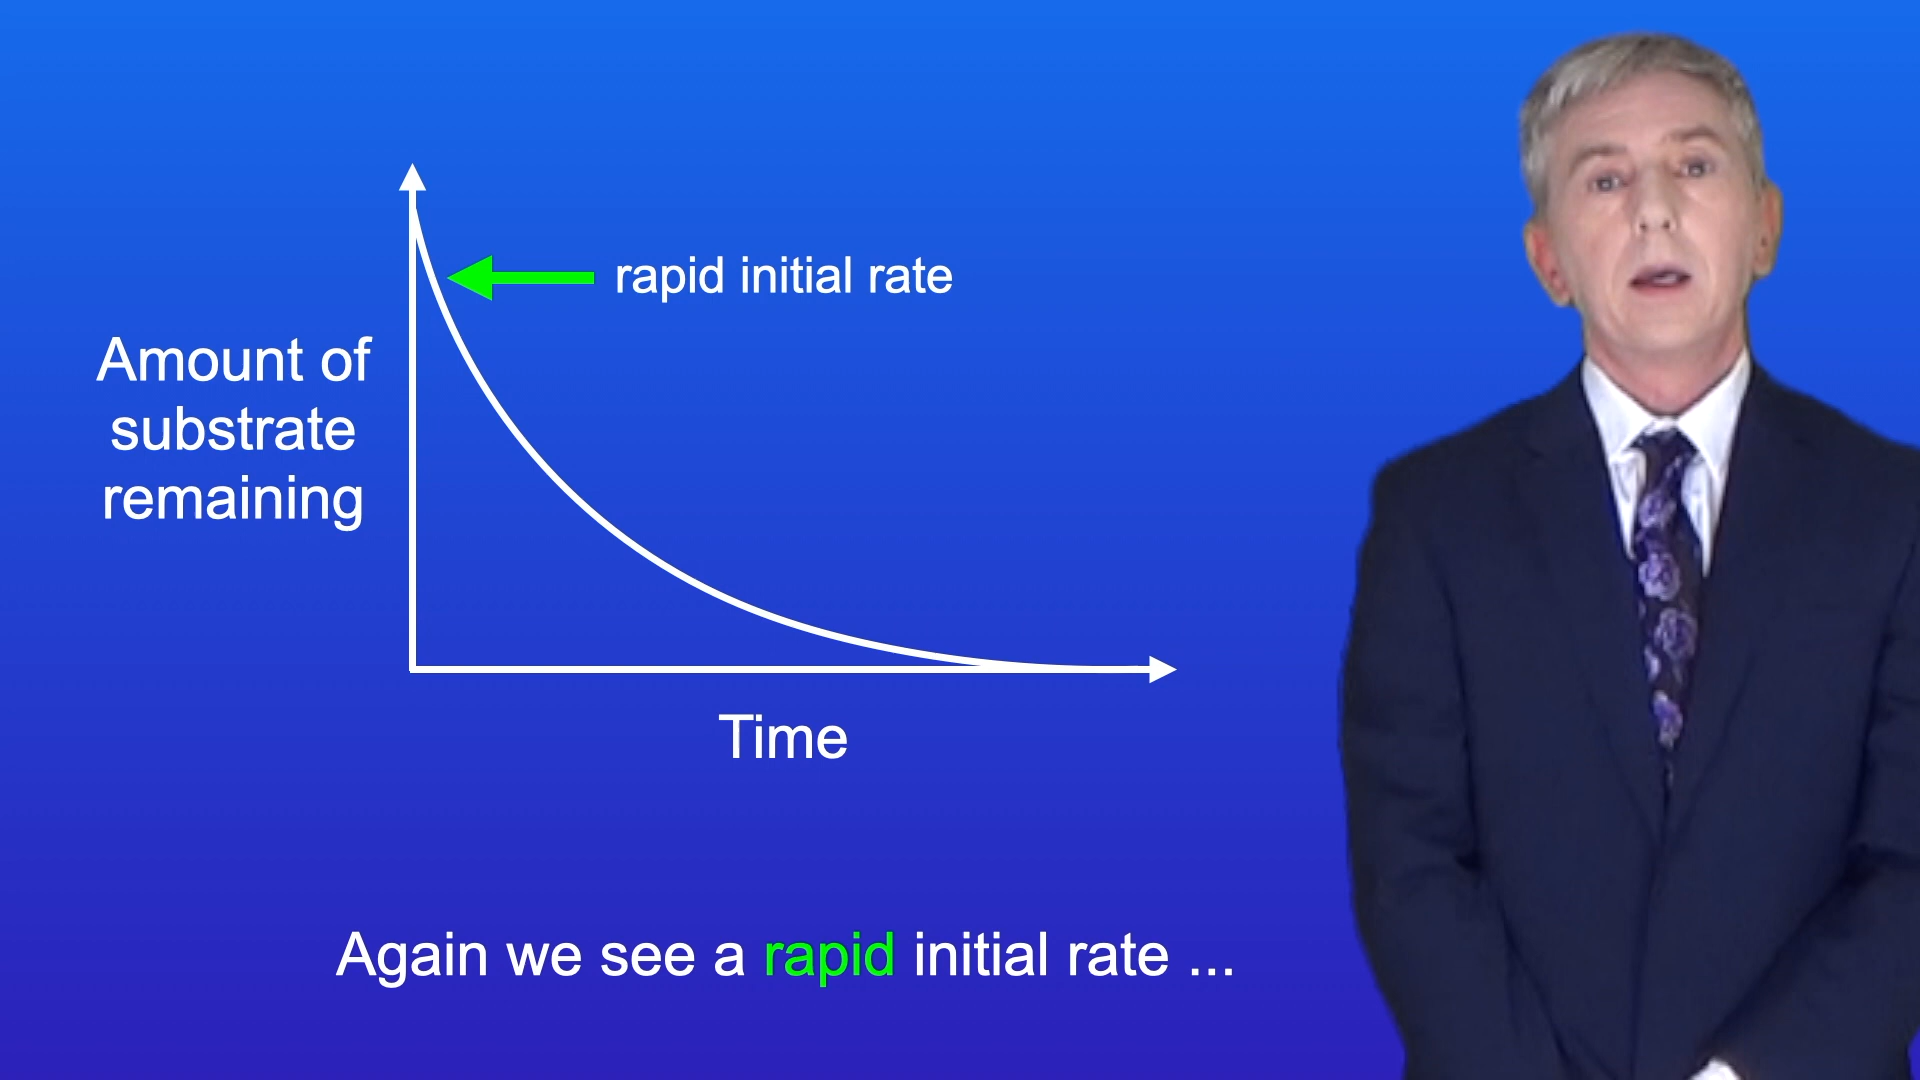 rapid initial rate
Amount of
substrate
remaining
Time
Again we see a rapid initial rate ...